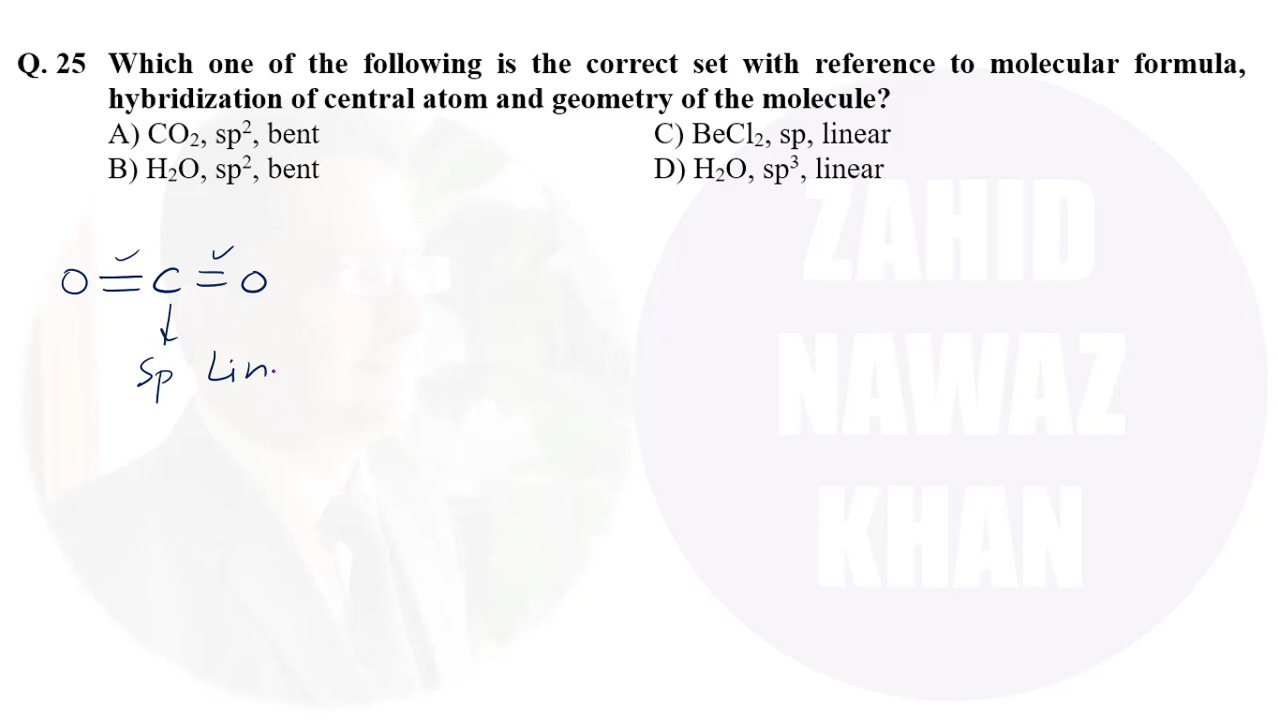 Q. 25 Which one of the following is the correct set with reference to molecular formula,
hybridization of central atom and geometry of the molecule?
A) CO₂, sp², bent
C) BeCl₂, sp, linear
B) H₂O, sp², bent
D) H₂O, sp³, linear
O=C=O
Sp Lin.
ZAHID
NAWAZ
KHAN